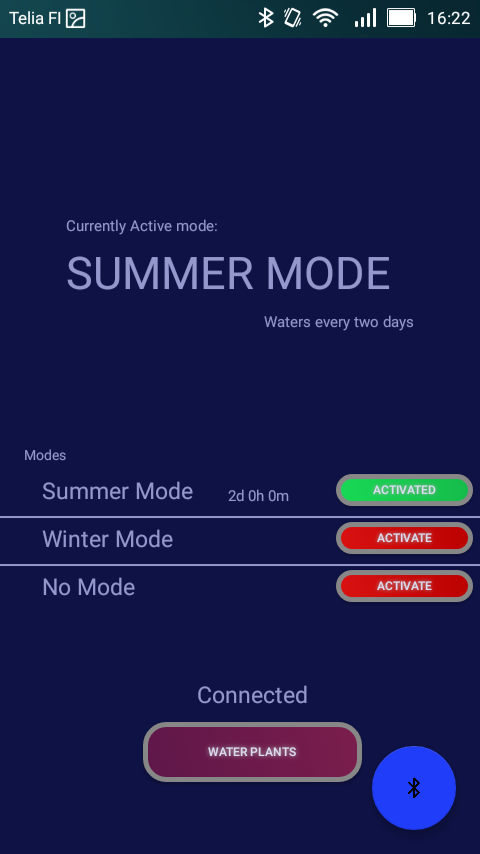 Telia FI 16:22
Currently Active mode:
SUMMER MODE
Waters every two days
Modes
Summer Mode 2d 0h 0m ACTIVATED
Winter Mode ACTIVATE
No Mode ACTIVATE
Connected
WATER PLANTS